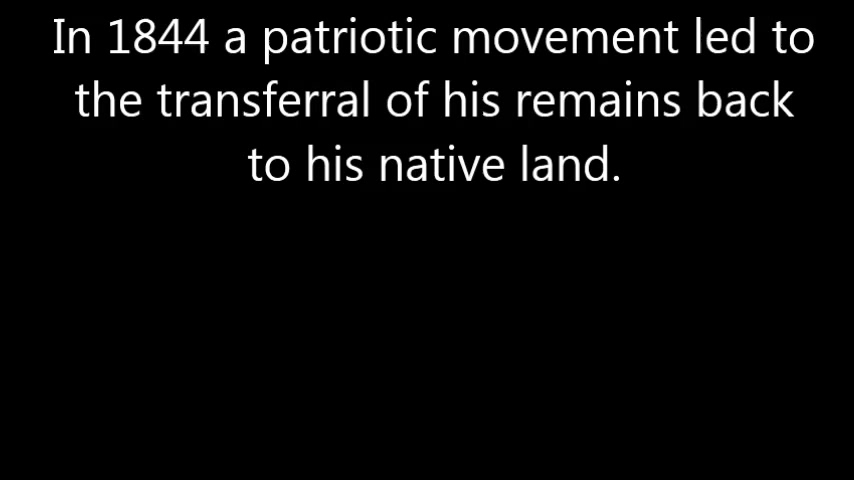 In 1844 a patriotic movement led to
the transferral of his remains back
to his native land.